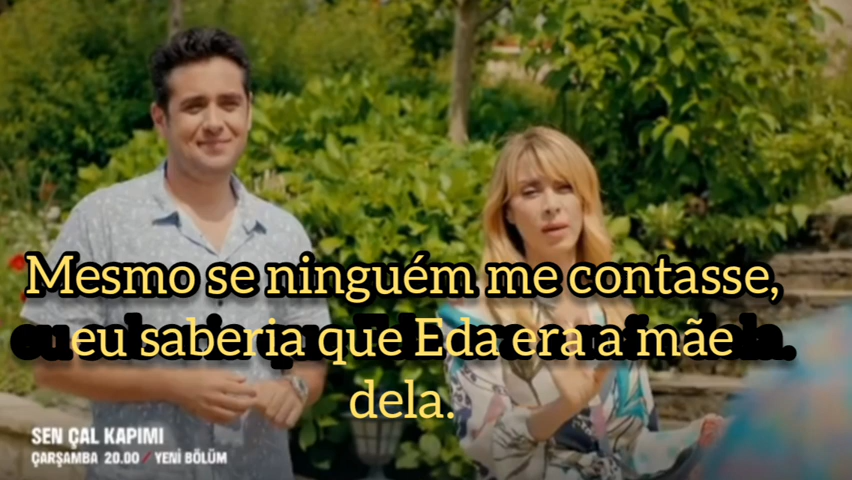 Mesmo se ninguém me contasse,
eu saberia que Eda era a mãe
dela.
SEN ÇAL KAPIMI
ÇARŞAMBA 20.00 / YENİ BÖLÜM